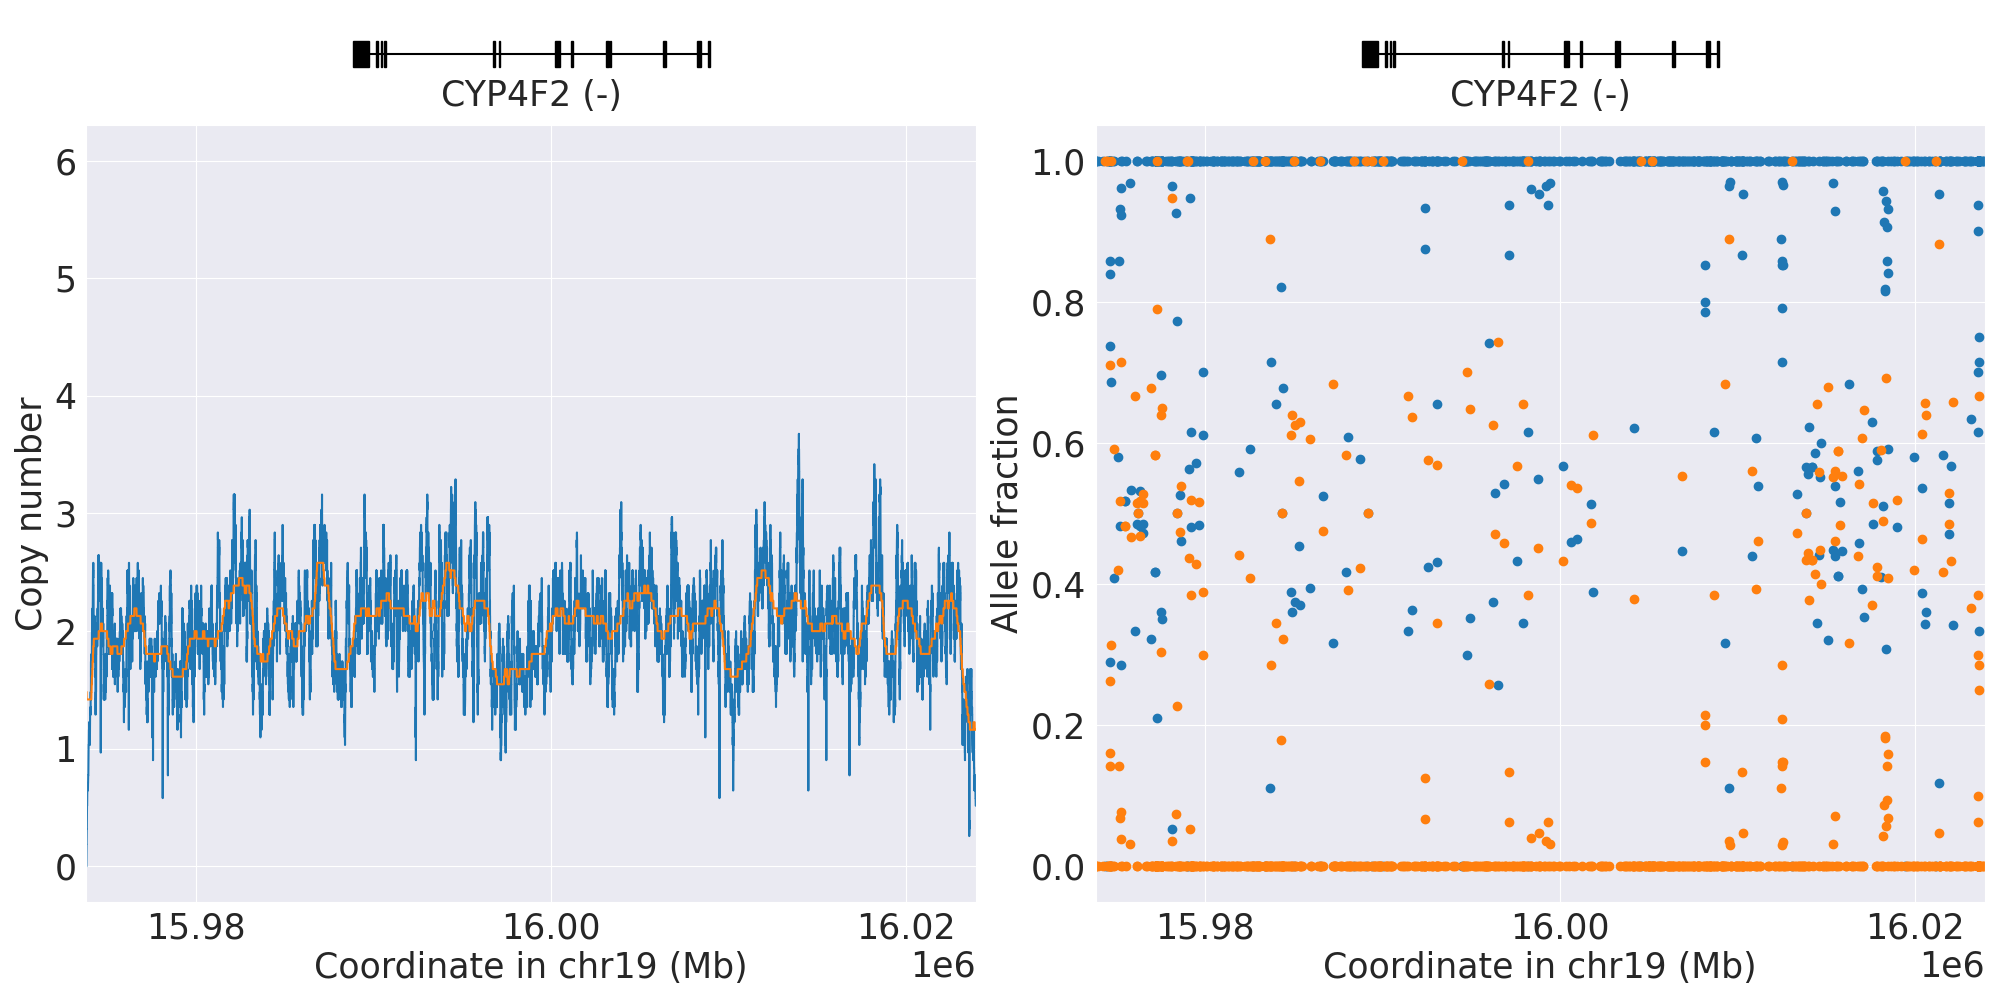 CYP4F2 (-)
6
5
4
3
2
1
0
Copy number
15.98
16.00
16.02
Coordinate in chr19 (Mb)
1e6
CYP4F2 (-)
1.0
0.8
0.6
0.4
0.2
0.0
Allele fraction
15.98
16.00
16.02
Coordinate in chr19 (Mb)
1e6